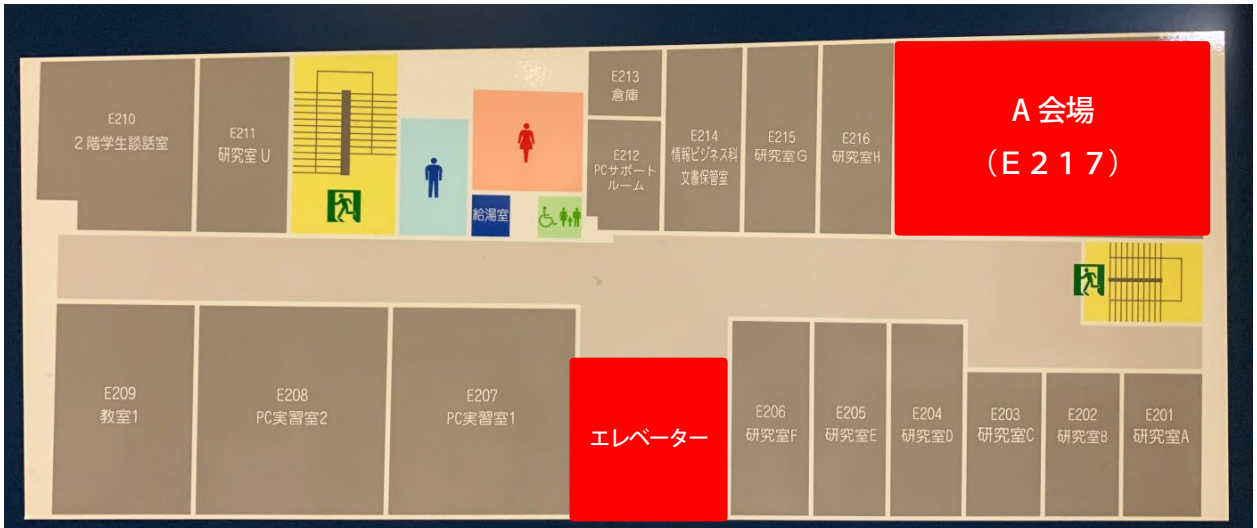 E210
2階学生談話室
E211
研究室U
給湯室
E213
倉庫
E212
PCサポート
ルーム
E214
情報ビジネス科
文書保管室
E215
研究室G
E216
研究室H
A会場
（E217）
E209
教室1
E208
PC実習室2
E207
PC実習室1
エレベーター
E206
研究室F
E205
研究室E
E204
研究室D
E203
研究室C
E202
研究室B
E201
研究室A